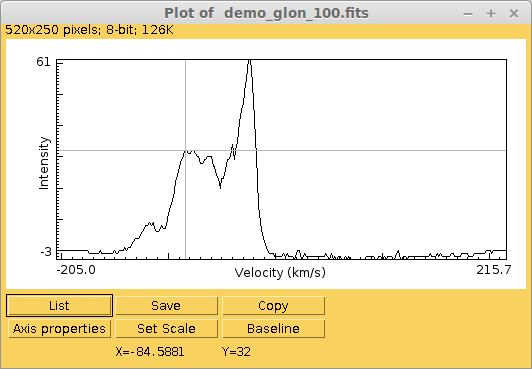 Plot of demo_glon_100.fits
520x250 pixels; 8-bit; 126K
61
Intensity
-3
-205.0
Velocity (km/s)
215.7
List Save Copy
Axis properties Set Scale Baseline
X=-84.5881 Y=32